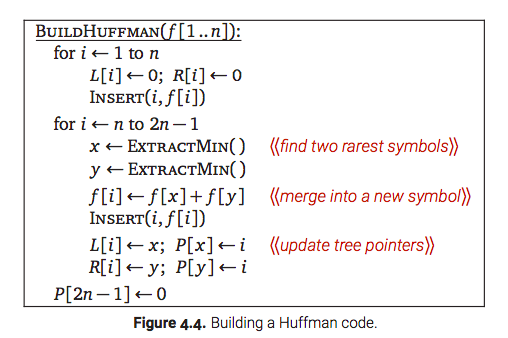 BUILDHUFFMAN(f[1..n]):
for i ← 1 to n
L[i] ← 0; R[i] ← 0
INSERT(i, f[i])
for i ← n to 2n − 1
x ← EXTRACTMIN( ) ⟨⟨find two rarest symbols⟩⟩
y ← EXTRACTMIN( )
f[i] ← f[x] + f[y] ⟨⟨merge into a new symbol⟩⟩
INSERT(i, f[i])
L[i] ← x; P[x] ← i ⟨⟨update tree pointers⟩⟩
R[i] ← y; P[y] ← i
P[2n − 1] ← 0
Figure 4.4. Building a Huffman code.